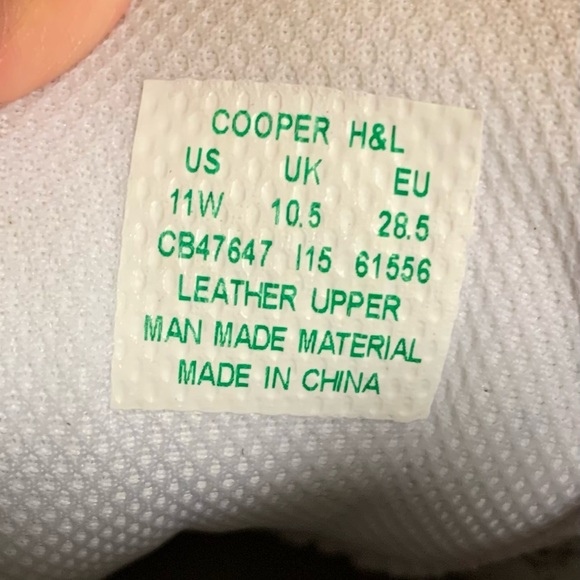 COOPER H&L
US UK EU
11W 10.5 28.5
CB47647 I15 61556
LEATHER UPPER
MAN MADE MATERIAL
MADE IN CHINA